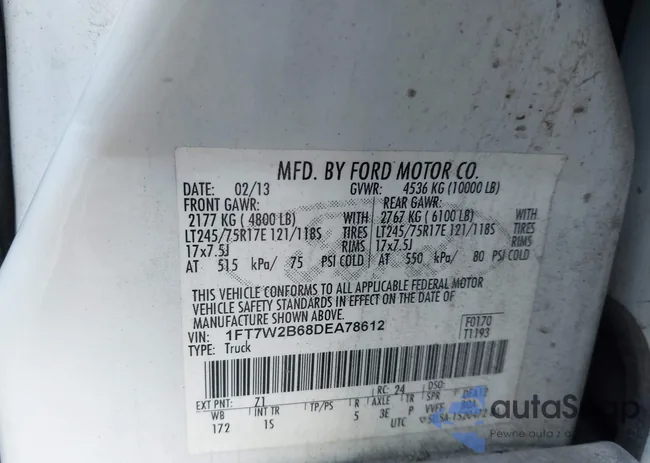 MFD. BY FORD MOTOR CO.
DATE: 02/13 GVWR: 4536 KG (10000 LB)
FRONT GAWR: REAR GAWR:
2177 KG ( 4800 LB) WITH 2767 KG ( 6100 LB) WITH
LT245/75R17E 121/118S TIRES LT245/75R17E 121/118S TIRES
17x7.5J RIMS 17x7.5J RIMS
AT 515 kPa/ 75 PSI COLD AT 550 kPa/ 80 PSI COLD
THIS VEHICLE CONFORMS TO ALL APPLICABLE FEDERAL MOTOR
VEHICLE SAFETY STANDARDS IN EFFECT ON THE DATE OF
MANUFACTURE SHOWN ABOVE.
VIN: 1FT7W2B68DEA78612 F0170
TYPE: Truck T1193
EXT PNT: Z1 RC: 24 DSO:
WB INT TR TP/PS R AXLE TR SPR
172 1S 5 3E P
UTC
autaSnap
Pewne auta z